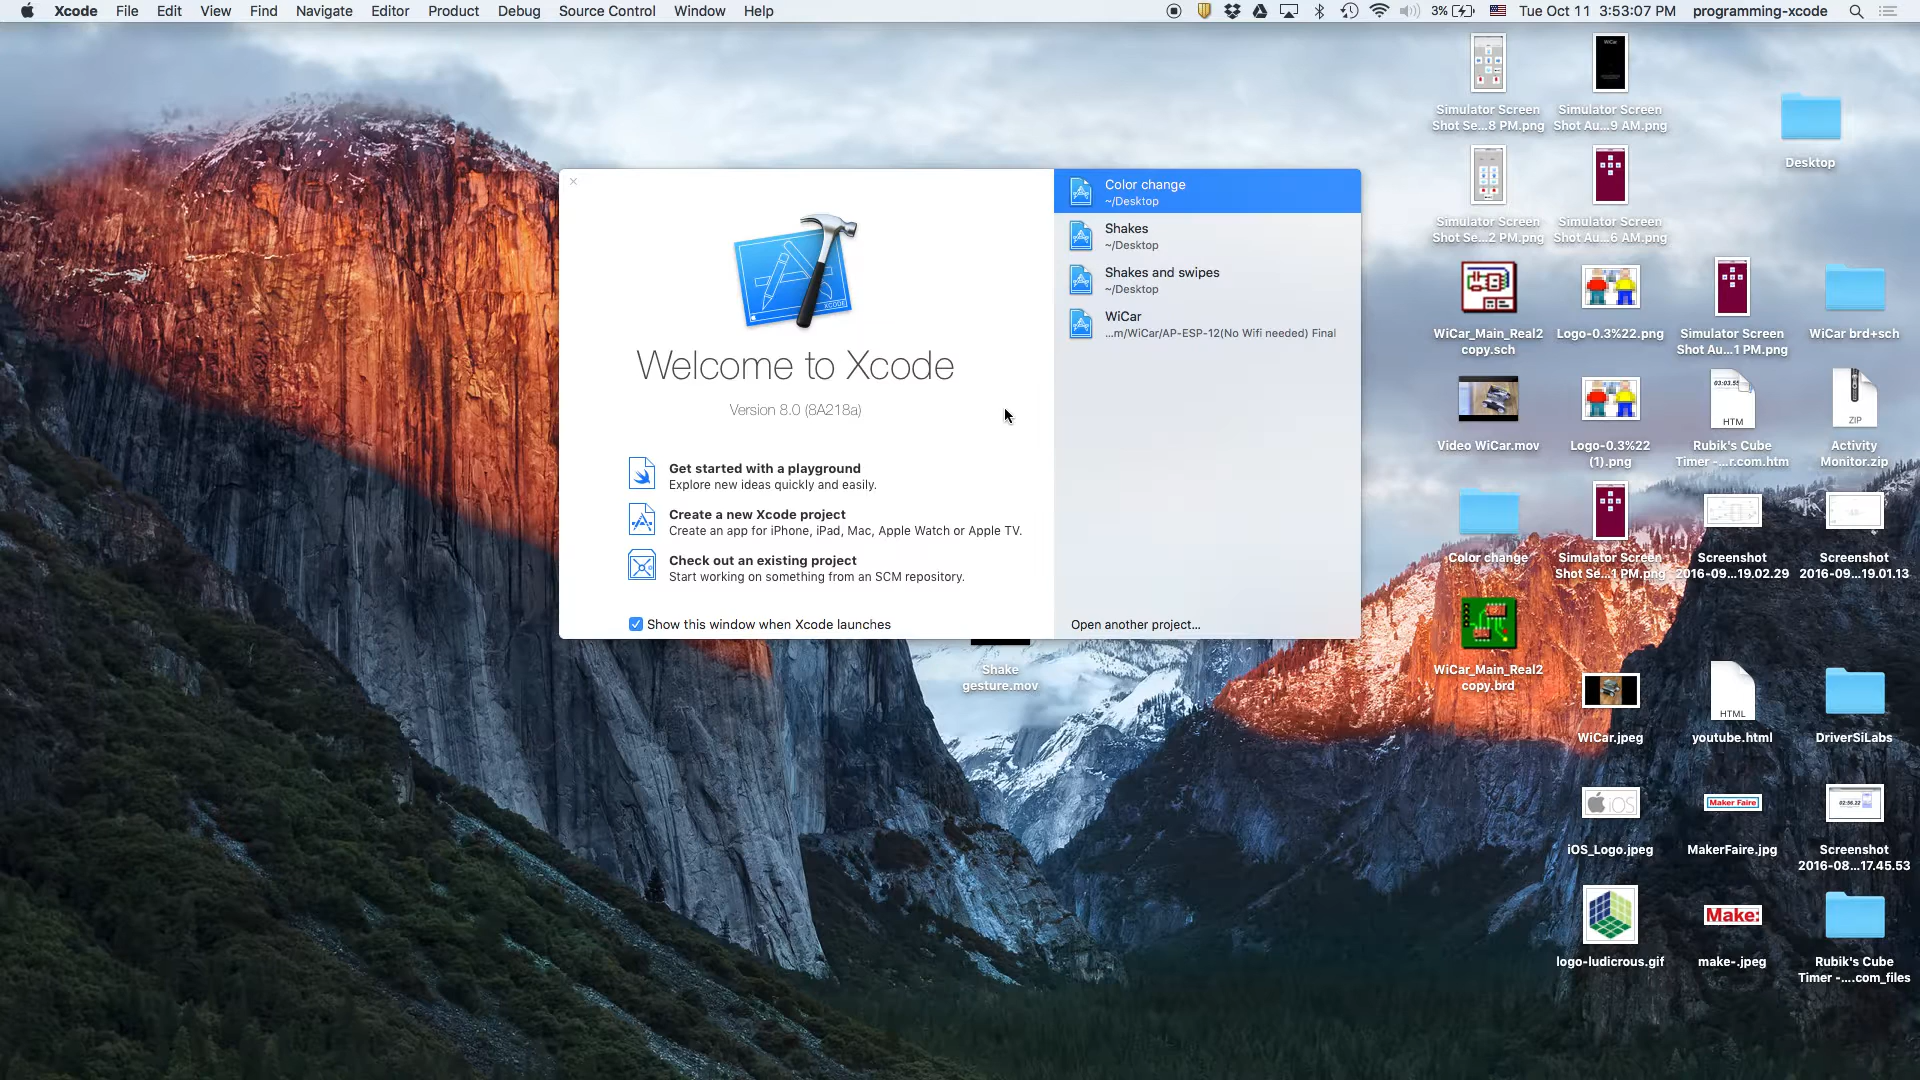 Xcode File Edit View Find Navigate Editor Product Debug Source Control Window Help
3% Tue Oct 11 3:53:07 PM programming-xcode
Welcome to Xcode
Version 8.0 (8A218a)
Get started with a playground
Explore new ideas quickly and easily.
Create a new Xcode project
Create an app for iPhone, iPad, Mac, Apple Watch or Apple TV.
Check out an existing project
Start working on something from an SCM repository.
Show this window when Xcode launches
Color change
~/Desktop
Shakes
~/Desktop
Shakes and swipes
~/Desktop
WiCar
...m/WiCar/AP-ESP-12(No Wifi needed) Final
Open another project...
Shake
gesture.mov
Simulator Screen
Shot Se...8 PM.png
Simulator Screen
Shot Au...9 AM.png
Desktop
Simulator Screen
Shot Se...2 PM.png
Simulator Screen
Shot Au...6 AM.png
WiCar_Main_Real2
copy.sch
Logo-0.3%22.png
Simulator Screen
Shot Au...1 PM.png
WiCar brd+sch
Video WiCar.mov
Logo-0.3%22
(1).png
HTM
Rubik's Cube
Timer -...r.com.htm
ZIP
Activity
Monitor.zip
Color change
Simulator Screen
Shot Se...1 PM.png
Screenshot
2016-09...19.02.29
Screenshot
2016-09...19.01.13
WiCar_Main_Real2
copy.brd
WiCar.jpeg
HTML
youtube.html
DriverSiLabs
iOS
iOS_Logo.jpeg
Maker Faire
MakerFaire.jpg
02:56.22
Screenshot
2016-08...17.45.53
logo-ludicrous.gif
Make:
make-.jpeg
Rubik's Cube
Timer -....com_files